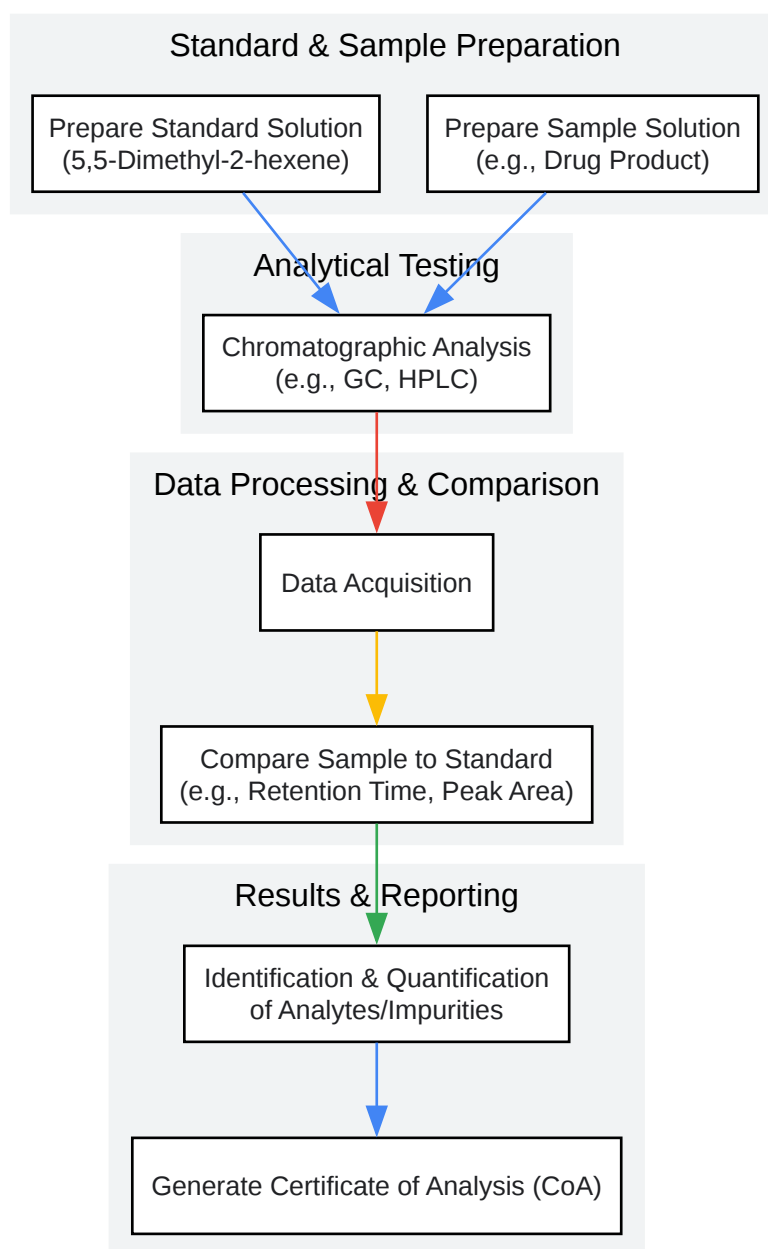 Standard & Sample Preparation
Prepare Standard Solution
(5,5-Dimethyl-2-hexene)
Prepare Sample Solution
(e.g., Drug Product)
Analytical Testing
Chromatographic Analysis
(e.g., GC, HPLC)
Data Processing & Comparison
Data Acquisition
Compare Sample to Standard
(e.g., Retention Time, Peak Area)
Results & Reporting
Identification & Quantification
of Analytes/Impurities
Generate Certificate of Analysis (CoA)